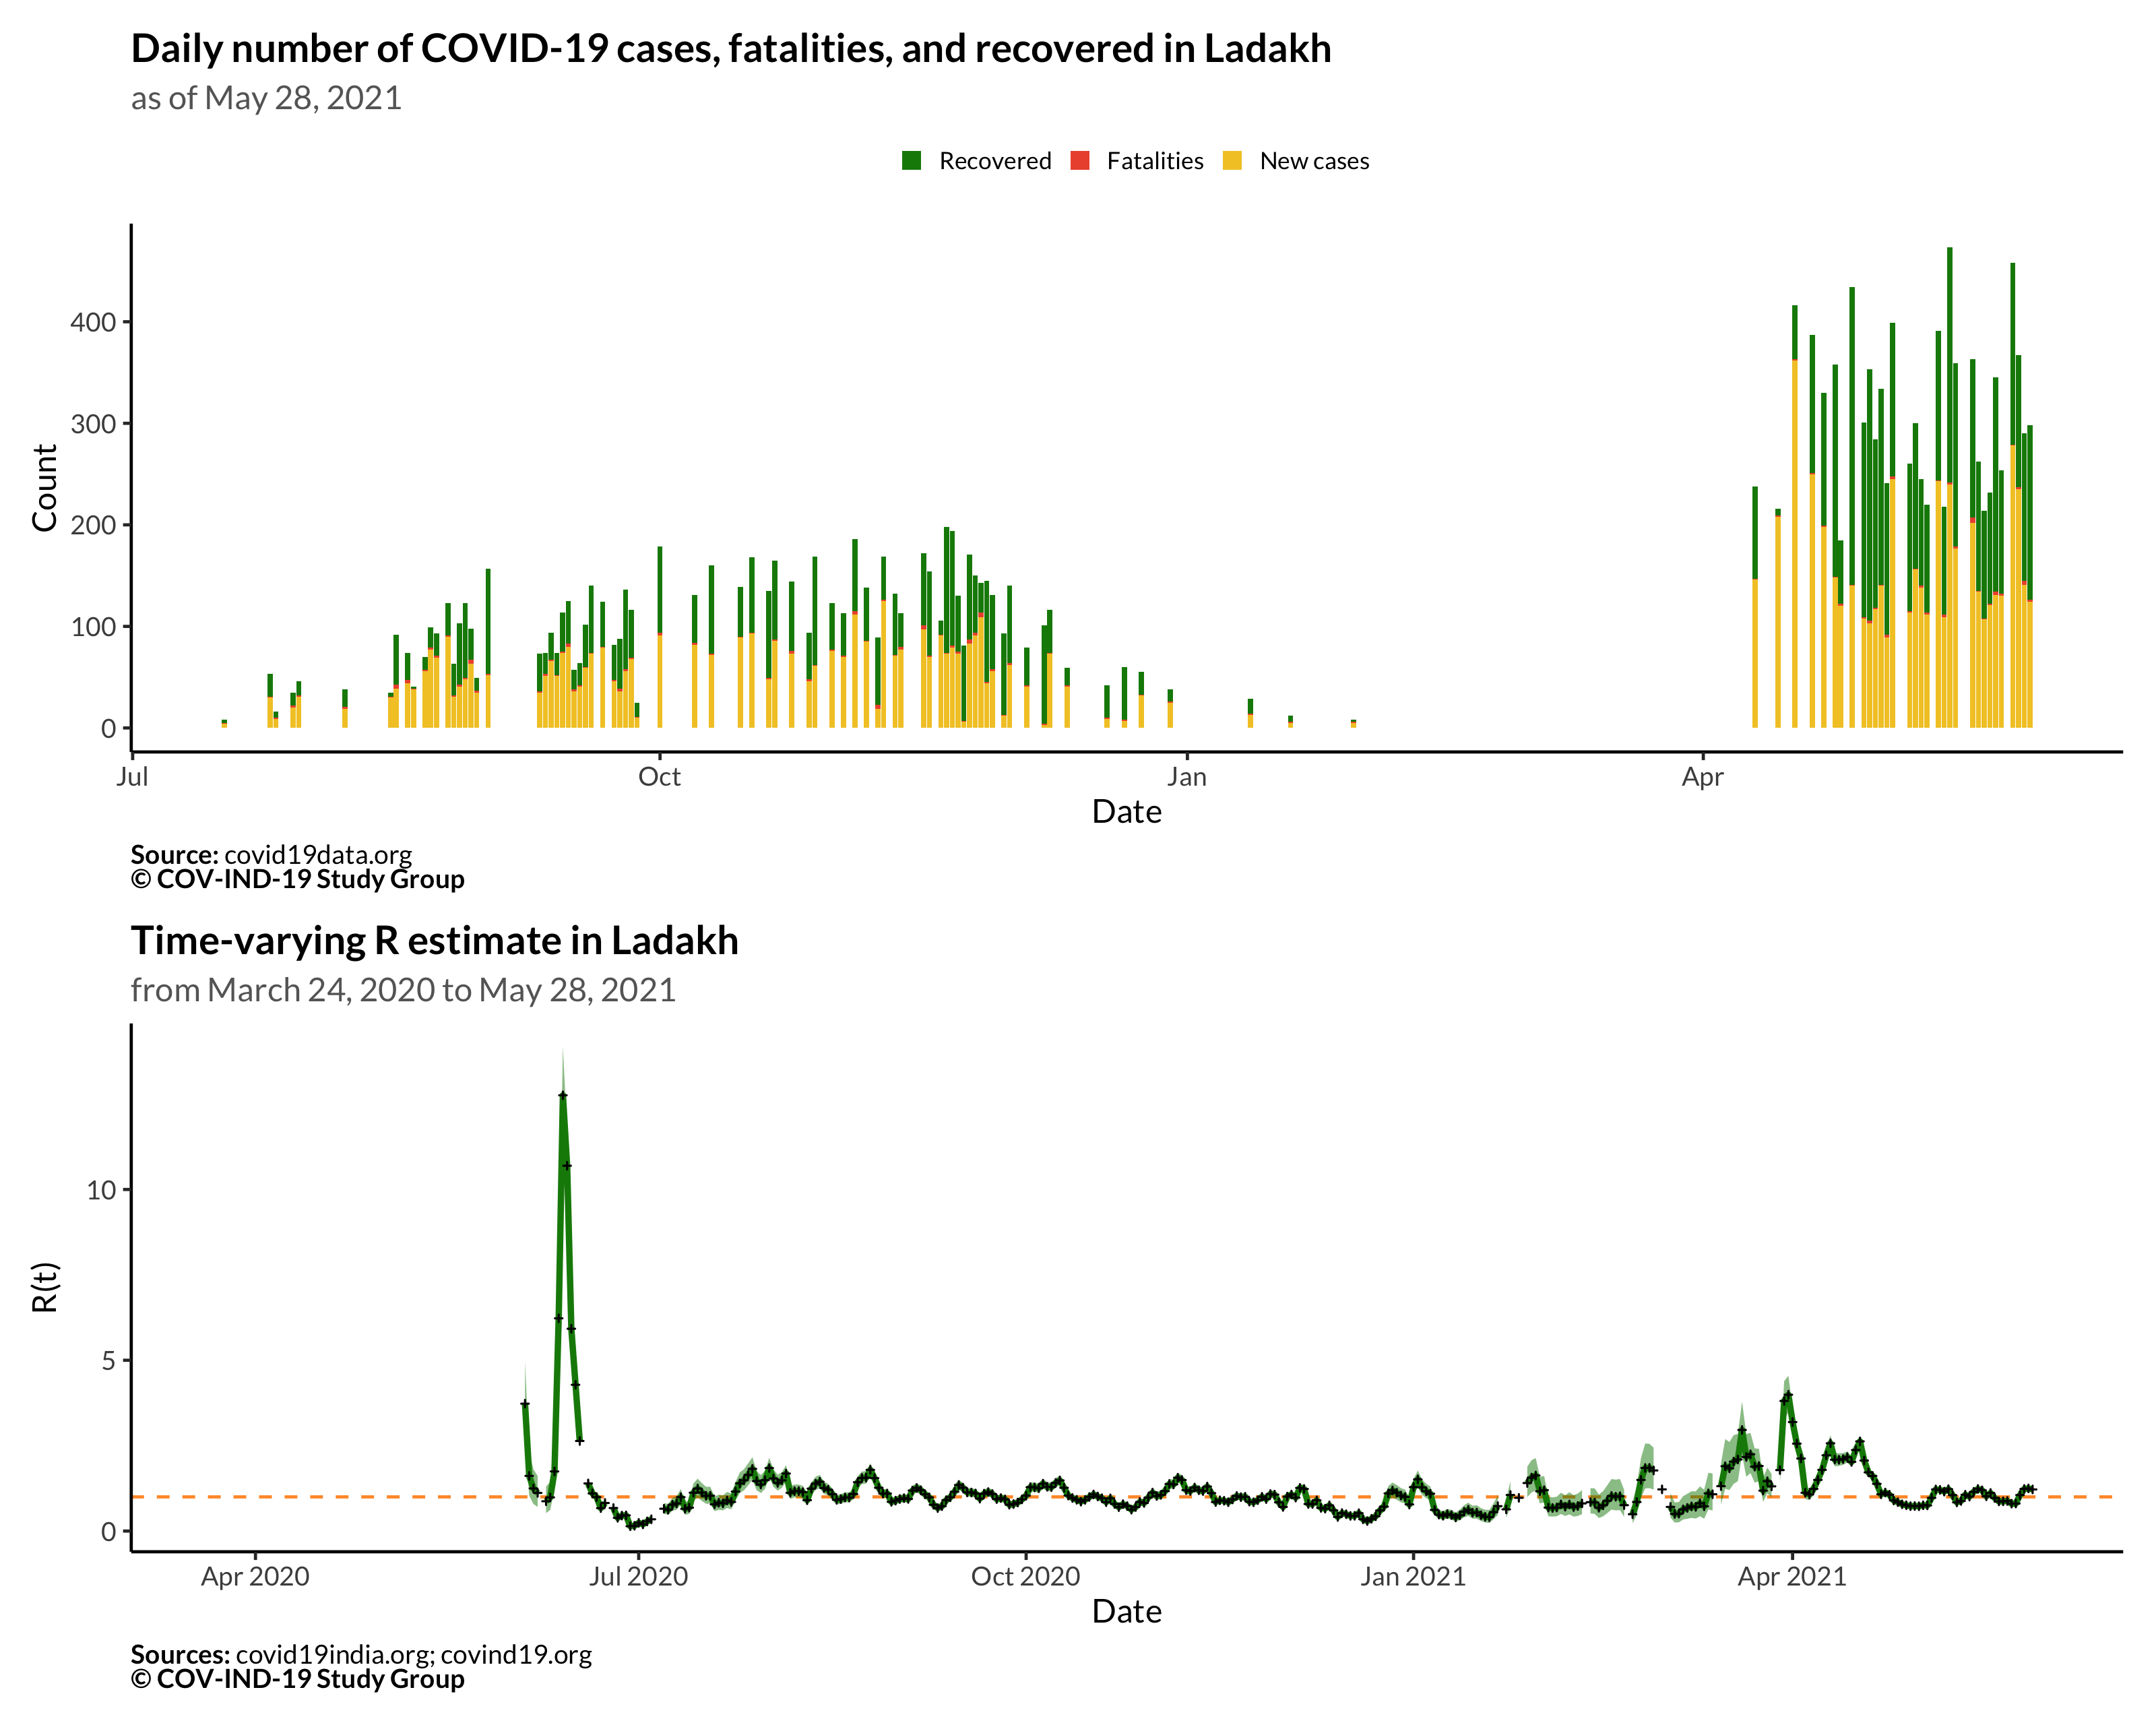 Daily number of COVID-19 cases, fatalities, and recovered in Ladakh
as of May 28, 2021
Recovered Fatalities New cases
Count
400
300
200
100
0
Jul Oct Jan Apr
Date
Source: covid19data.org
© COV-IND-19 Study Group
Time-varying R estimate in Ladakh
from March 24, 2020 to May 28, 2021
R(t)
10
5
0
Apr 2020 Jul 2020 Oct 2020 Jan 2021 Apr 2021
Date
Sources: covid19india.org; covind19.org
© COV-IND-19 Study Group